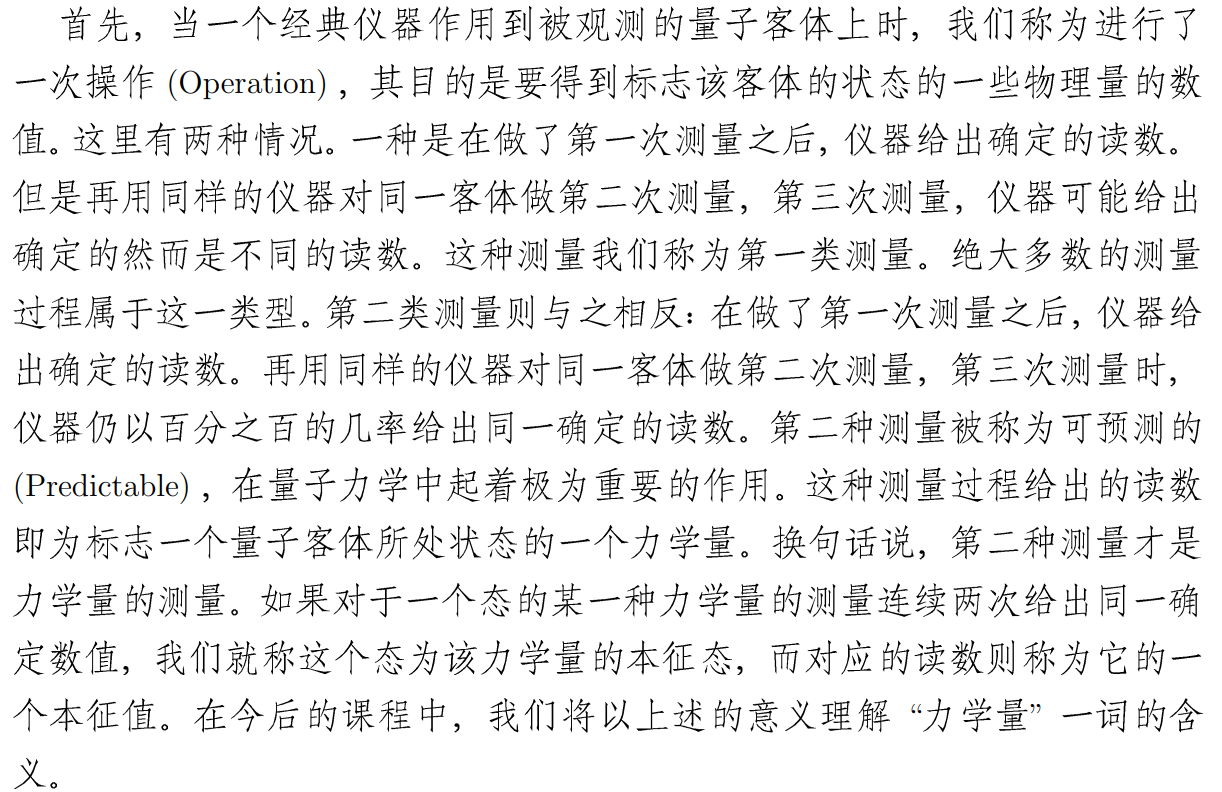 首先，当一个经典仪器作用到被观测的量子客体上时，我们称为进行了
一次操作 (Operation) ，其目的是要得到标志该客体的状态的一些物理量的数
值。这里有两种情况。一种是在做了第一次测量之后，仪器给出确定的读数。
但是再用同样的仪器对同一客体做第二次测量，第三次测量，仪器可能给出
确定的然而是不同的读数。这种测量我们称为第一类测量。绝大多数的测量
过程属于这一类型。第二类测量则与之相反：在做了第一次测量之后，仪器给
出确定的读数。再用同样的仪器对同一客体做第二次测量，第三次测量时，
仪器仍以百分之百的几率给出同一确定的读数。第二种测量被称为可预测的
(Predictable) ，在量子力学中起着极为重要的作用。这种测量过程给出的读数
即为标志一个量子客体所处状态的一个力学量。换句话说，第二种测量才是
力学量的测量。如果对于一个态的某一种力学量的测量连续两次给出同一确
定数值，我们就称这个态为该力学量的本征态，而对应的读数则称为它的一
个本征值。在今后的课程中，我们将以上述的意义理解 “力学量” 一词的含
义。